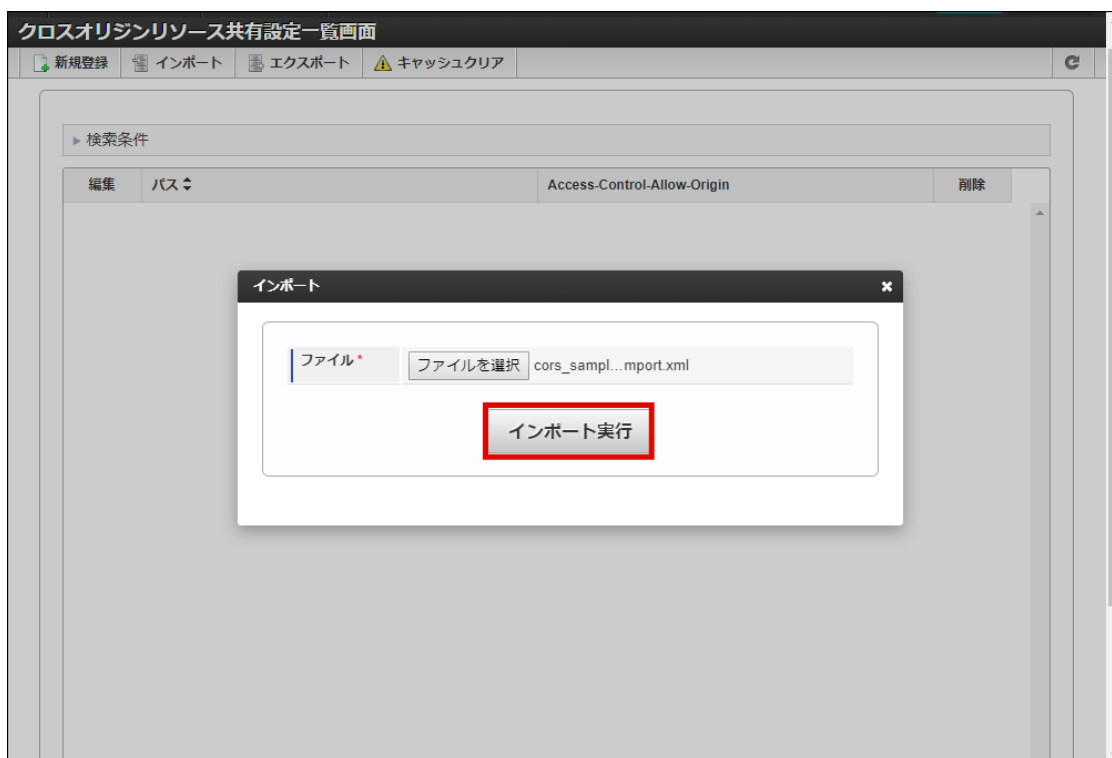 クロスオリジンリソース共有設定一覧画面
新規登録 インポート エクスポート キャッシュクリア
検索条件
編集 パス Access-Control-Allow-Origin 削除
インポート
ファイル * ファイルを選択 cors_sampl...mport.xml
インポート実行